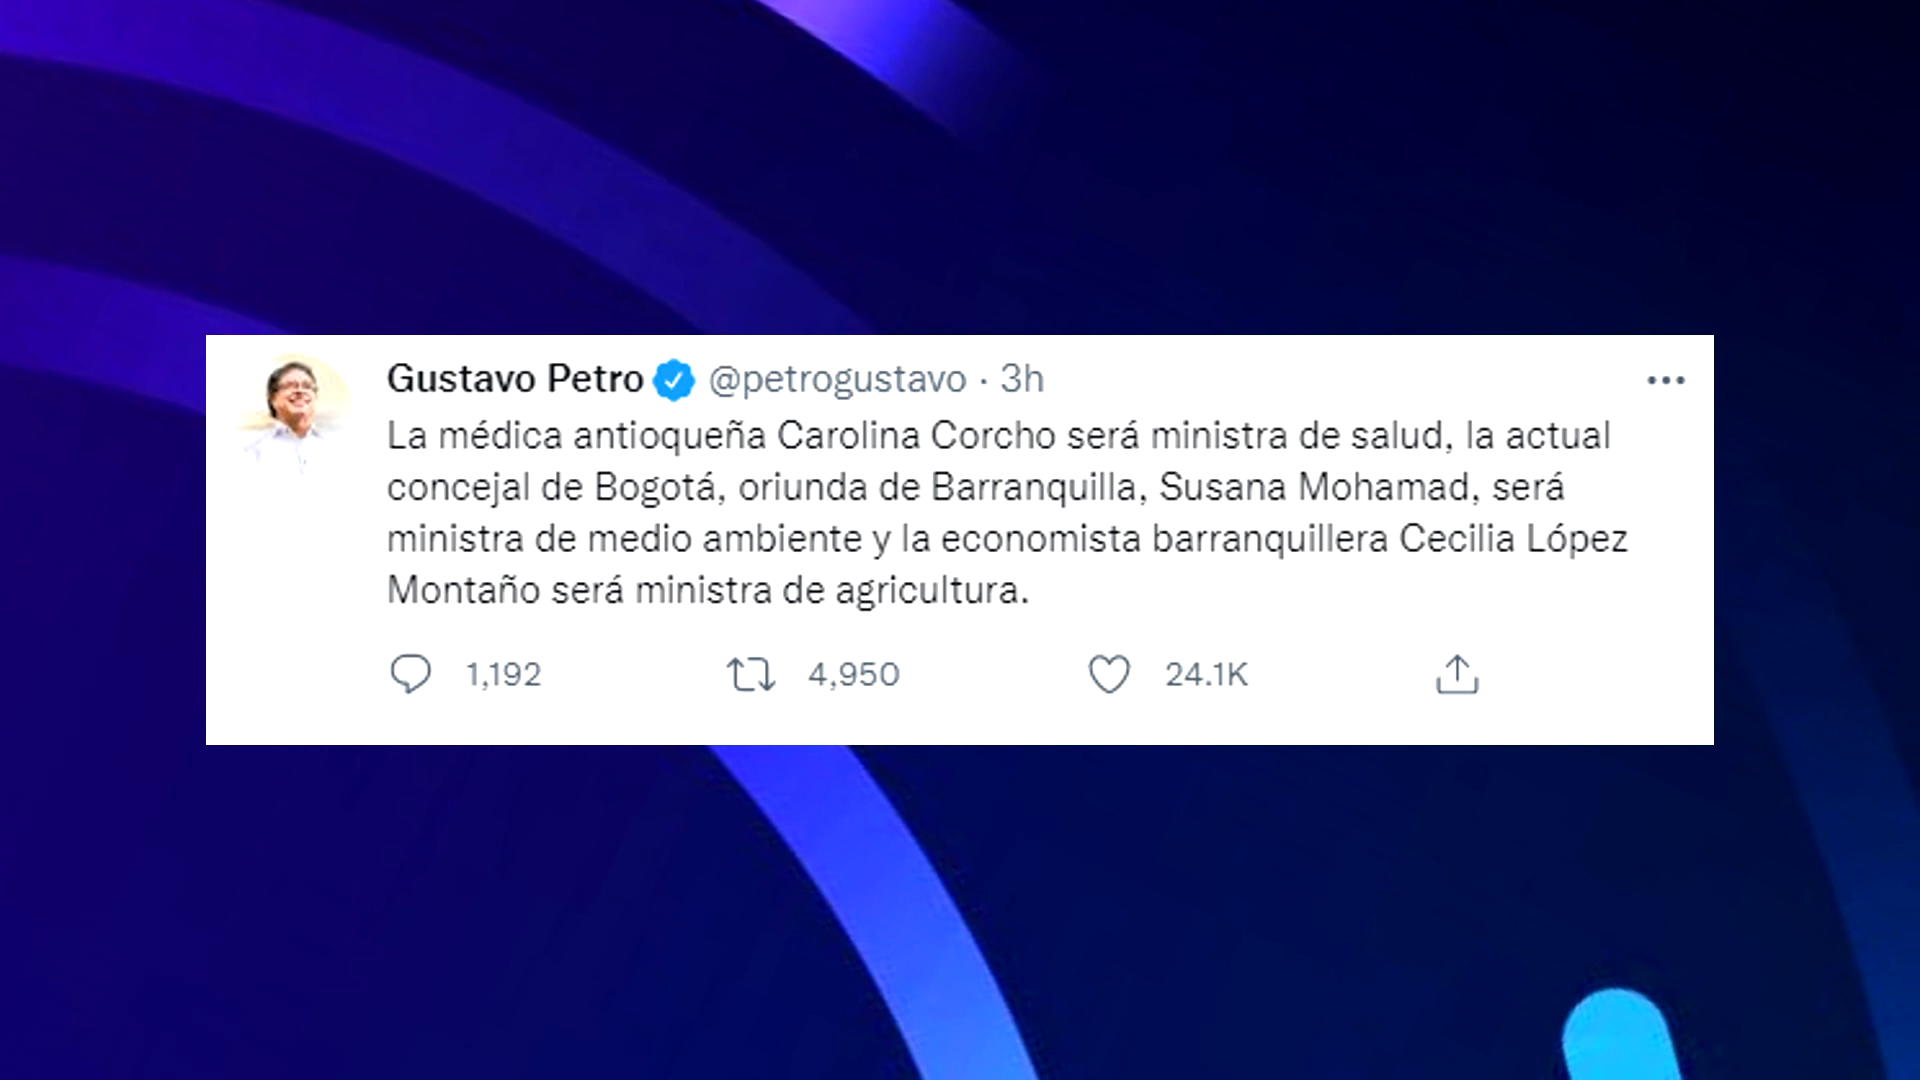 Gustavo Petro @petrogustavo · 3h
La médica antioqueña Carolina Corcho será ministra de salud, la actual
concejal de Bogotá, oriunda de Barranquilla, Susana Mohamad, será
ministra de medio ambiente y la economista barranquillera Cecilia López
Montaño será ministra de agricultura.
1,192 4,950 24.1K